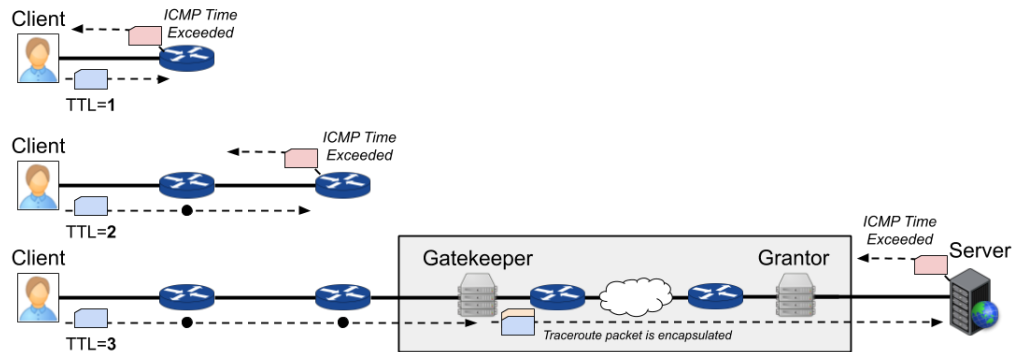 Client
ICMP Time
Exceeded
TTL=1
Client
ICMP Time
Exceeded
TTL=2
Client
Gatekeeper
Grantor
ICMP Time
Exceeded
Server
TTL=3
Traceroute packet is encapsulated